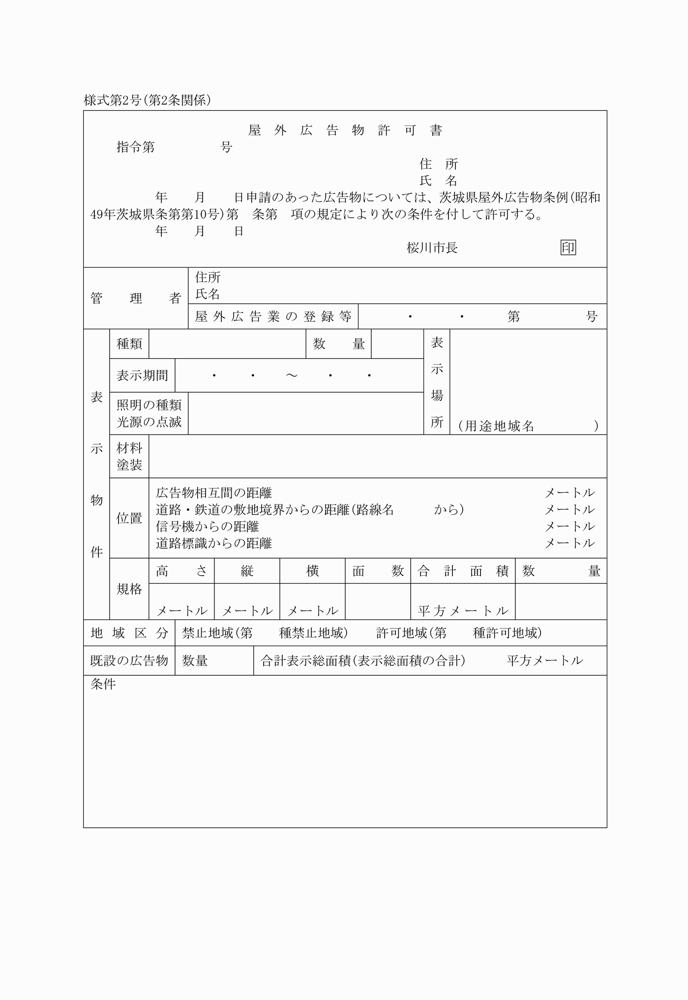 様式第2号(第2条関係)
屋　外　広　告　物　許　可　書
指令第　　　　　号
住　所
氏　名
年　　月　　日申請のあった広告物については、茨城県屋外広告物条例(昭和
49年茨城県条第第10号)第　条第　項の規定により次の条件を付して許可する。
年　　月　　日
桜川市長　　　　　　　　印
管　理　者
住所
氏名
屋外広告業の登録等　　・　　・　　第　　　　　号
表示物件
種類
数　量
表示場所
(用途地域名　　　　)
表示期間　　・　　・　　～　　・　　・
照明の種類
光源の点滅
材料
塗装
位置
広告物相互間の距離　　　　メートル
道路・鉄道の敷地境界からの距離(路線名　　　から)　　　　メートル
信号機からの距離　　　　メートル
道路標識からの距離　　　　メートル
規格
高　さ　縦　横　面　数　合　計　面　積　数　量
メートル　メートル　メートル　平方メートル
地　域　区　分　禁止地域(第　　種禁止地域)　　許可地域(第　　種許可地域)
既設の広告物　数量　　合計表示総面積(表示総面積の合計)　　　平方メートル
条件